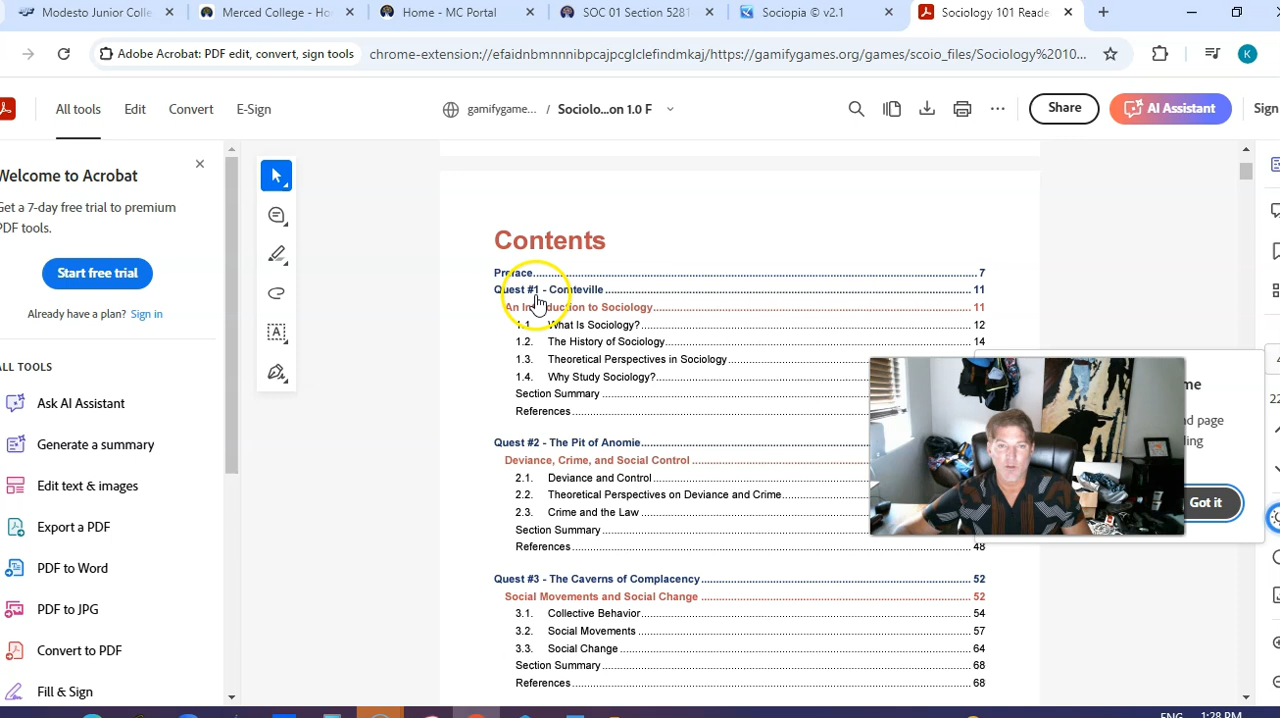 Modesto Junior Colle
Merced College - Ho
Home - MC Portal
SOC 01 Section 5281
Sociopia © v2.1
Sociology 101 Reade
Adobe Acrobat: PDF edit, convert, sign tools
chrome-extension://efaidnbmnnnibpcajpcglclefindmkaj/https://gamifygames.org/games/scoio_files/Sociology%2010...
K
All tools
Edit
Convert
E-Sign
gamifygame... / Sociolo...on 1.0 F
Share
AI Assistant
Sign
Welcome to Acrobat
Get a 7-day free trial to premium
PDF tools.
Start free trial
Already have a plan? Sign in
ALL TOOLS
Ask AI Assistant
Generate a summary
Edit text & images
Export a PDF
PDF to Word
PDF to JPG
Convert to PDF
Fill & Sign
Contents
Preface 7
Quest #1 - Comteville 11
An Introduction to Sociology 11
1.1. What Is Sociology? 12
1.2. The History of Sociology 14
1.3. Theoretical Perspectives in Sociology
1.4. Why Study Sociology?
Section Summary
References
Quest #2 - The Pit of Anomie
Deviance, Crime, and Social Control
2.1. Deviance and Control
2.2. Theoretical Perspectives on Deviance and Crime
2.3. Crime and the Law
Section Summary
References 48
Quest #3 - The Caverns of Complacency 52
Social Movements and Social Change 52
3.1. Collective Behavior 54
3.2. Social Movements 57
3.3. Social Change 64
Section Summary 68
References 68
me
d page
ing
Got it
22
ENG
1:28 PM